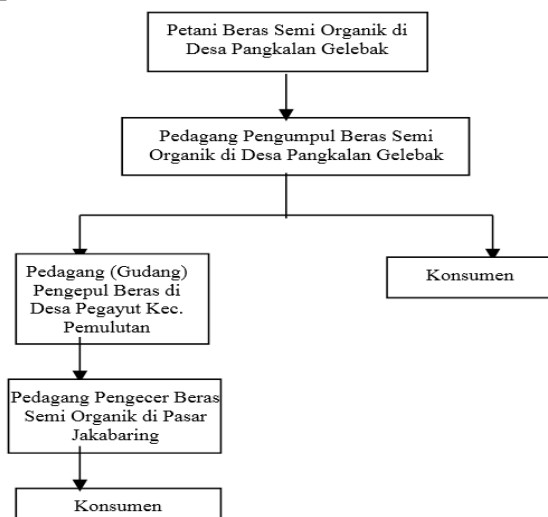 Petani Beras Semi Organik di
Desa Pangkalan Gelebak
Pedagang Pengumpul Beras Semi
Organik di Desa Pangkalan Gelebak
Pedagang (Gudang)
Pengepul Beras di
Desa Pegayut Kec.
Pemulutan
Konsumen
Pedagang Pengecer Beras
Semi Organik di Pasar
Jakabaring
Konsumen